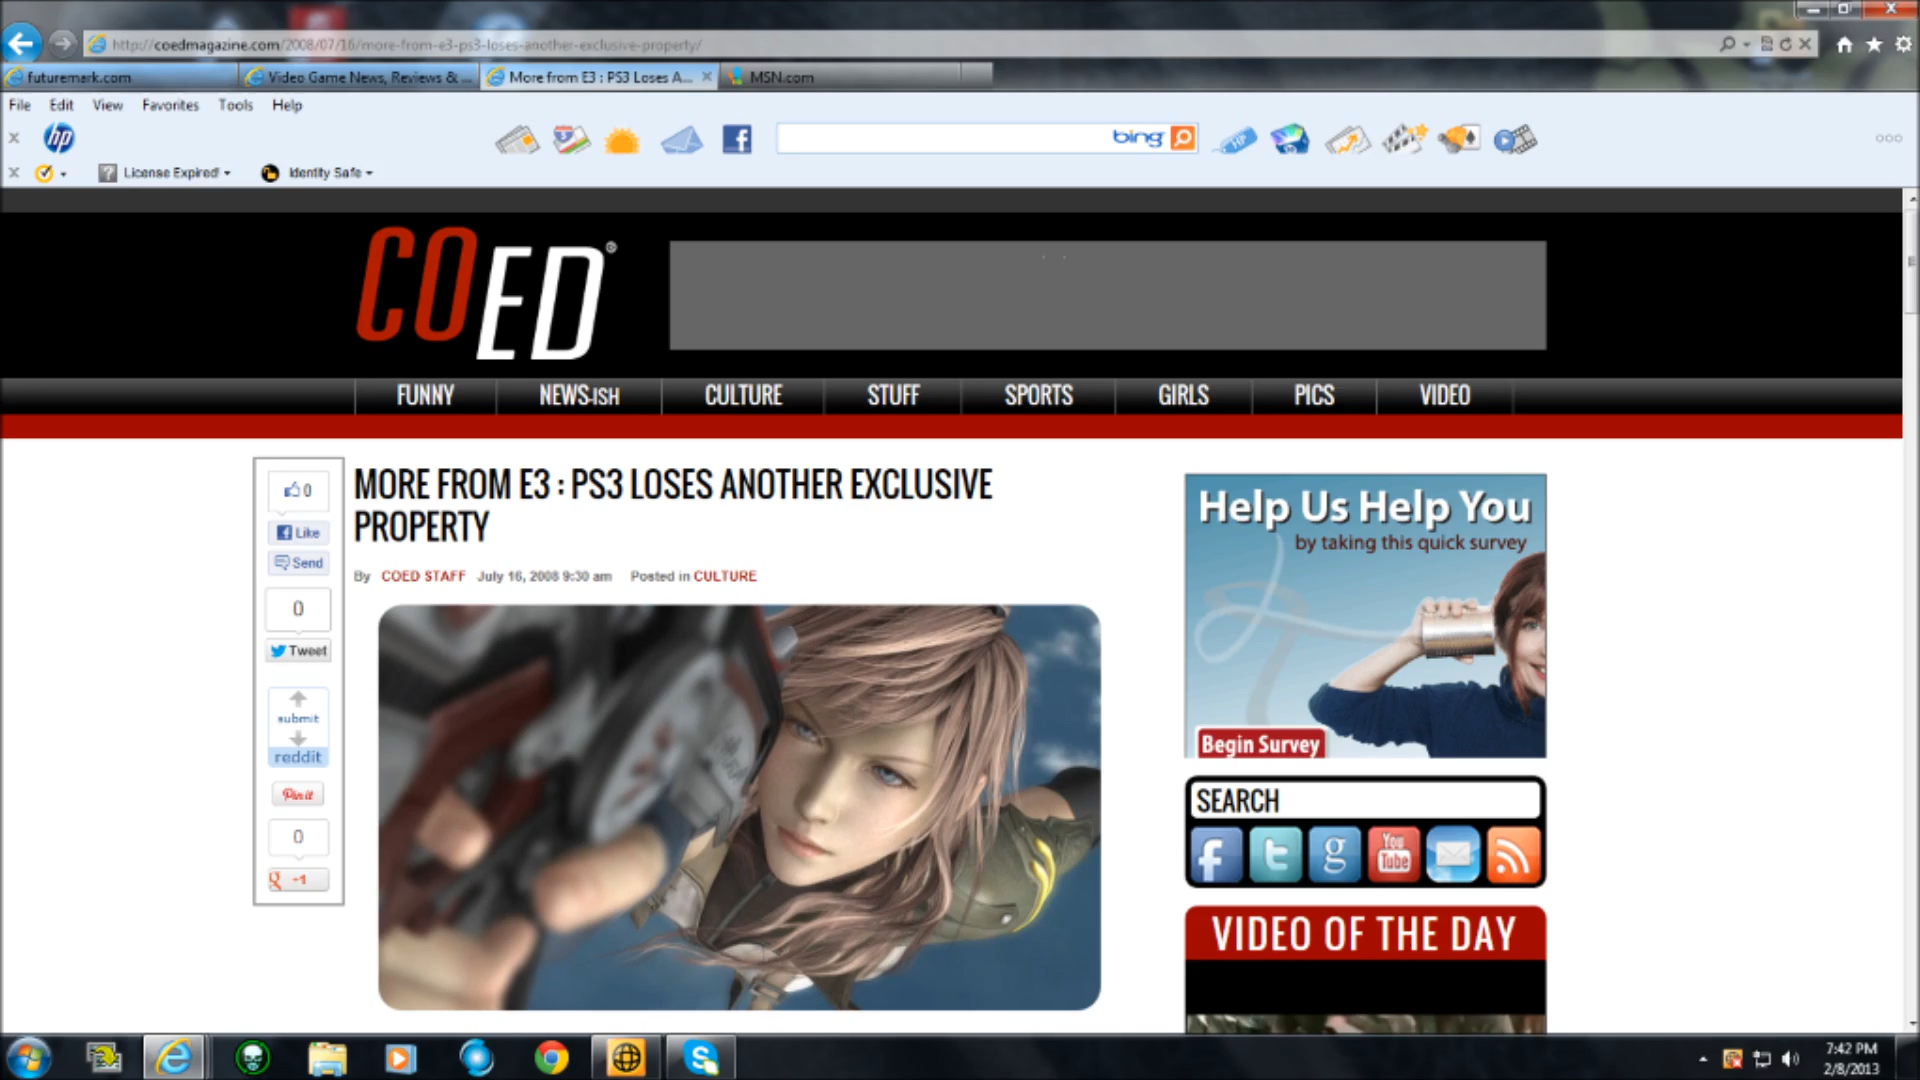 http://coedmagazine.com/2008/07/16/more-from-e3-ps3-loses-another-exclusive-property/
futuremark.com
Video Game News, Reviews & ...
More from E3 : PS3 Loses A...
MSN.com
File Edit View Favorites Tools Help
hp
bing
HP
License Expired!
Identity Safe
COED®
FUNNY
NEWS-ISH
CULTURE
STUFF
SPORTS
GIRLS
PICS
VIDEO
0
Like
Send
0
Tweet
submit
reddit
Pin it
0
+1
MORE FROM E3 : PS3 LOSES ANOTHER EXCLUSIVE
PROPERTY
By COED STAFF July 16, 2008 9:30 am Posted in CULTURE
Help Us Help You
by taking this quick survey
Begin Survey
SEARCH
You
Tube
VIDEO OF THE DAY
7:42 PM
2/8/2013